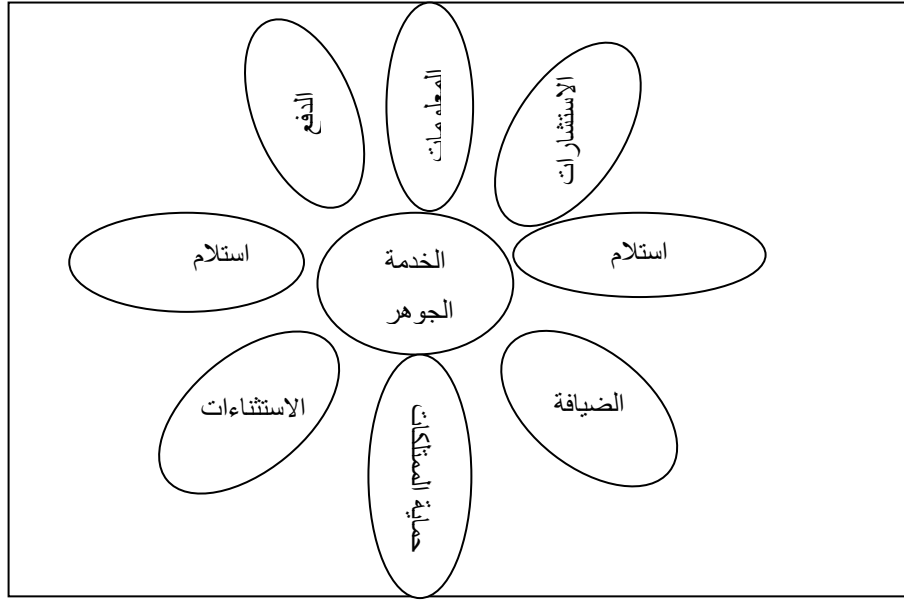 المعلومات
الدفع
الاستشارات
استلام
استلام
الخدمة
الجوهر
الضيافة
الاستثناءات
حماية الممتلكات